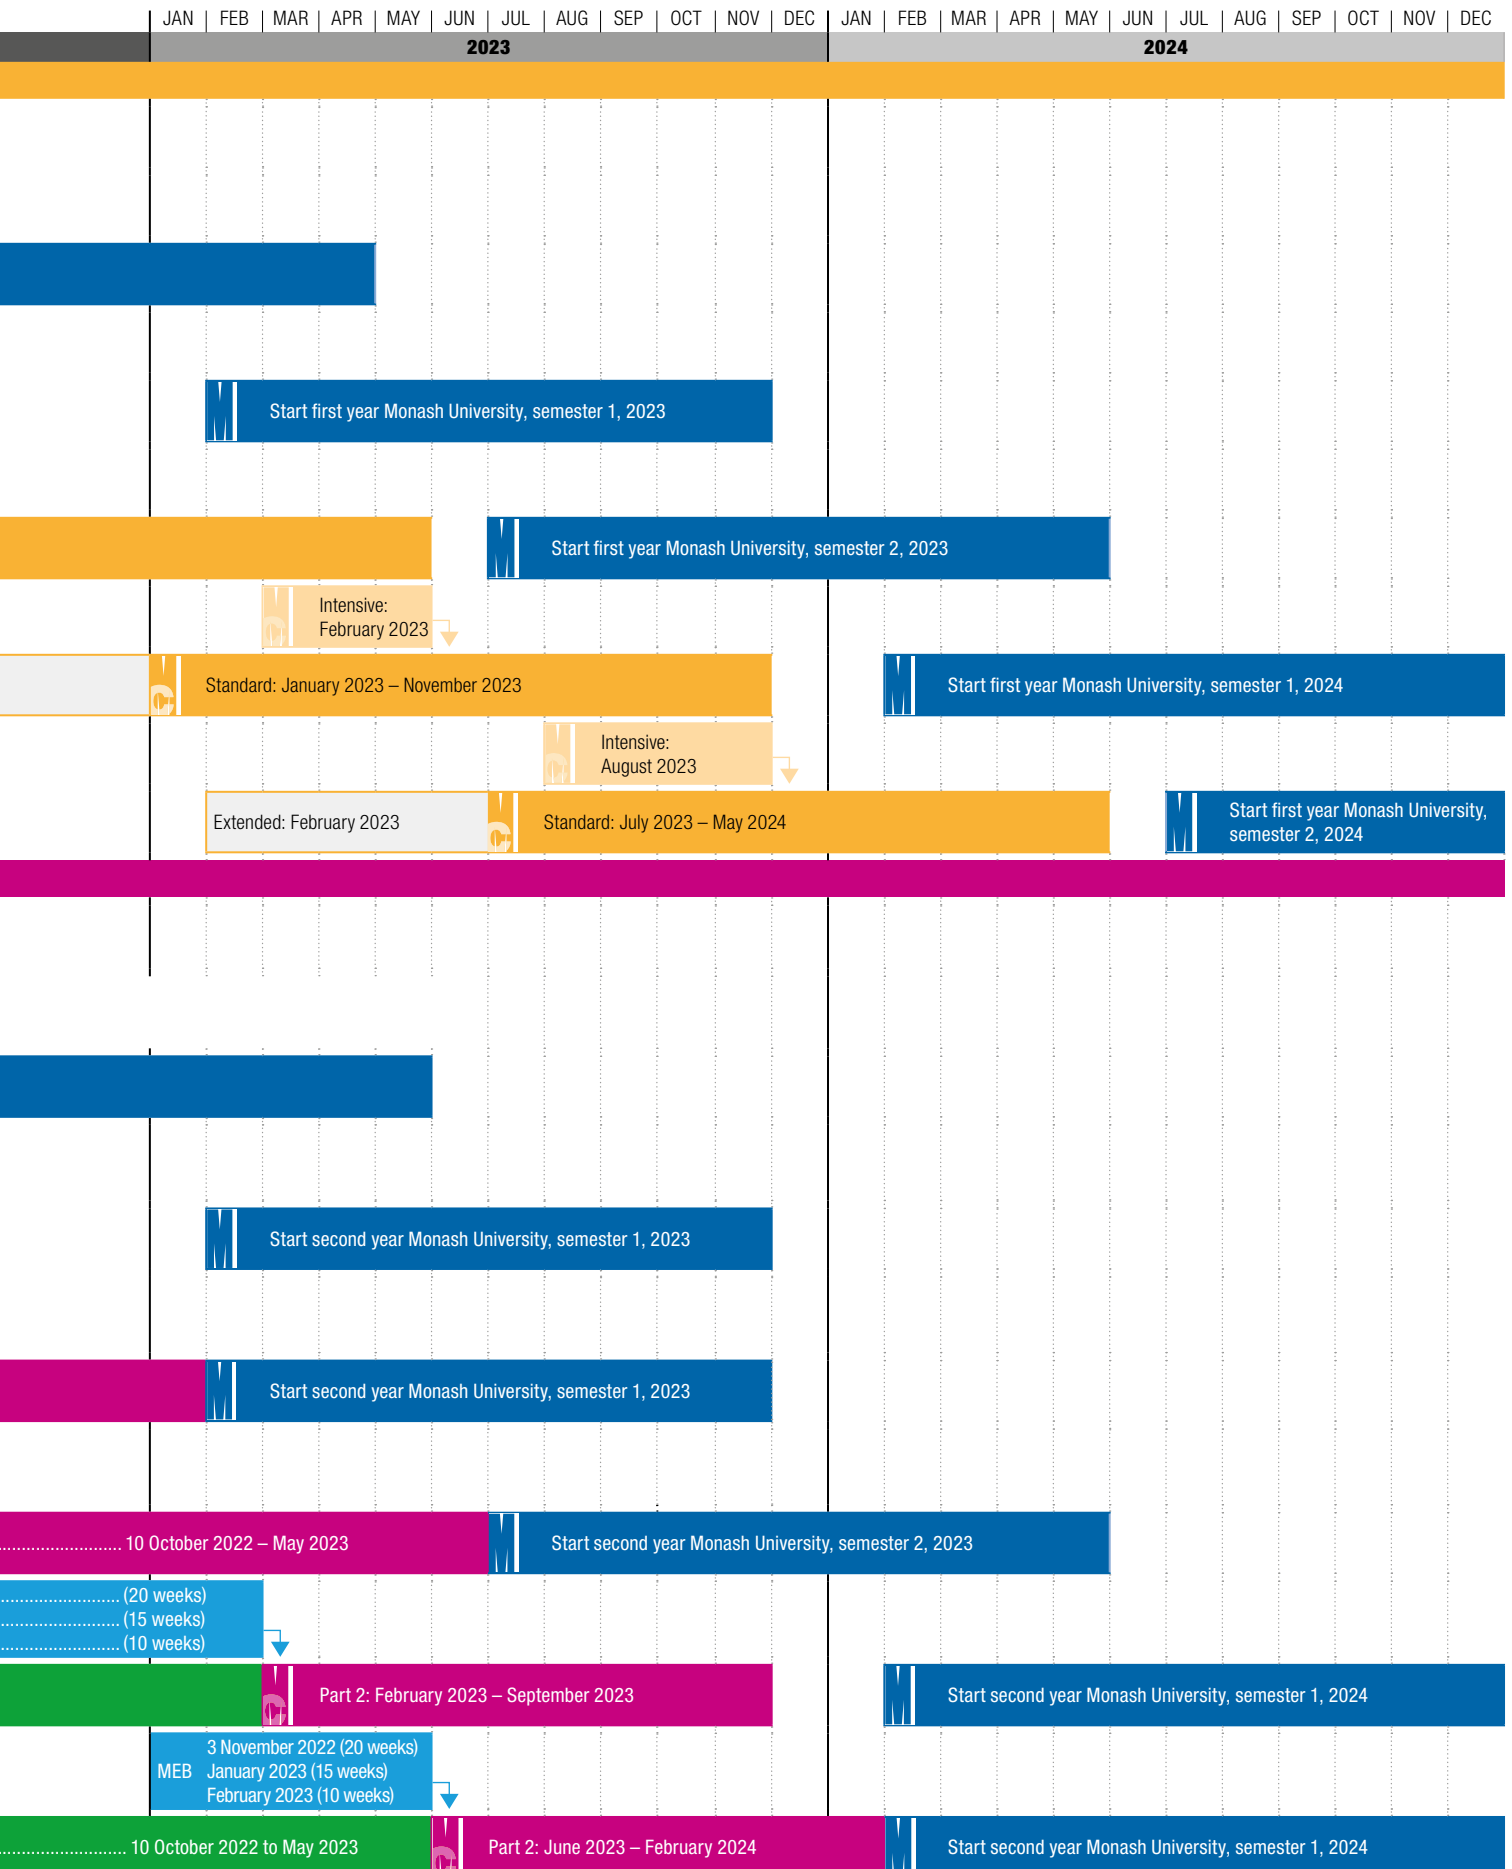 JAN FEB MAR APR MAY JUN JUL AUG SEP OCT NOV DEC JAN FEB MAR APR MAY JUN JUL AUG SEP OCT NOV DEC
2023 2024
Start first year Monash University, semester 1, 2023
Start first year Monash University, semester 2, 2023
Intensive:
February 2023
Standard: January 2023 – November 2023
Start first year Monash University, semester 1, 2024
Intensive:
August 2023
Extended: February 2023
Standard: July 2023 – May 2024
Start first year Monash University,
semester 2, 2024
Start second year Monash University, semester 1, 2023
Start second year Monash University, semester 1, 2023
.......................... 10 October 2022 – May 2023
Start second year Monash University, semester 2, 2023
......................... (20 weeks)
......................... (15 weeks)
......................... (10 weeks)
Part 2: February 2023 – September 2023
Start second year Monash University, semester 1, 2024
3 November 2022 (20 weeks)
MEB January 2023 (15 weeks)
February 2023 (10 weeks)
........................... 10 October 2022 to May 2023
Part 2: June 2023 – February 2024
Start second year Monash University, semester 1, 2024